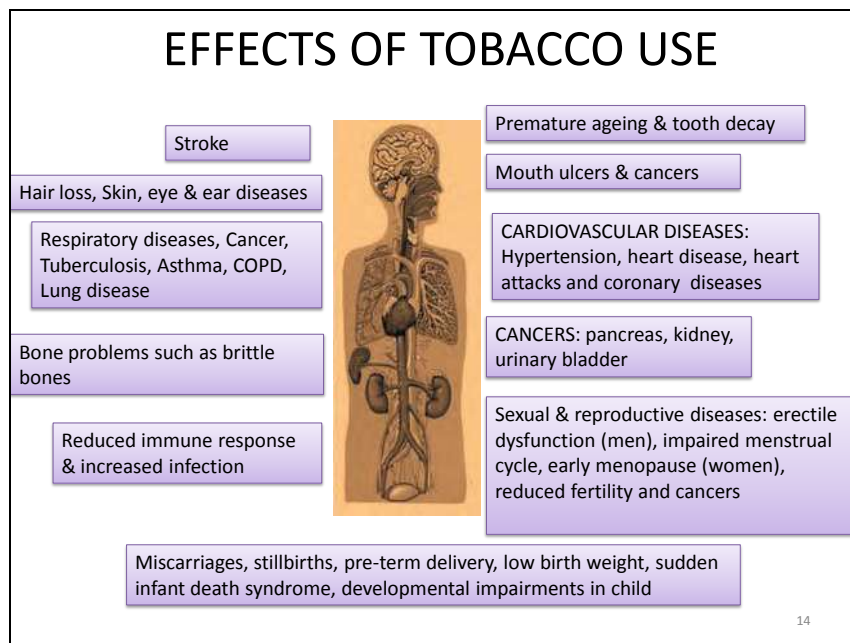 EFFECTS OF TOBACCO USE
Stroke
Hair loss, Skin, eye & ear diseases
Respiratory diseases, Cancer,
Tuberculosis, Asthma, COPD,
Lung disease
Bone problems such as brittle
bones
Reduced immune response
& increased infection
Premature ageing & tooth decay
Mouth ulcers & cancers
CARDIOVASCULAR DISEASES:
Hypertension, heart disease, heart
attacks and coronary diseases
CANCERS: pancreas, kidney,
urinary bladder
Sexual & reproductive diseases: erectile
dysfunction (men), impaired menstrual
cycle, early menopause (women),
reduced fertility and cancers
Miscarriages, stillbirths, pre-term delivery, low birth weight, sudden
infant death syndrome, developmental impairments in child
14